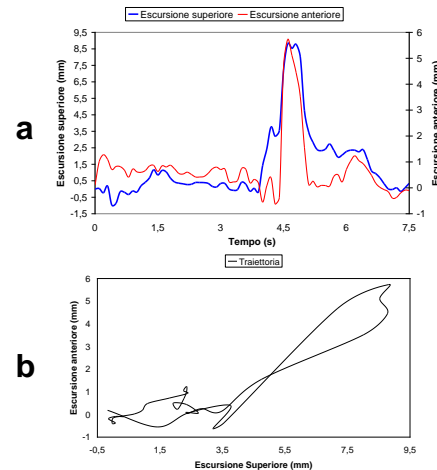 Escursione superiore Escursione anteriore
a
Escursione superiore (mm)
9,5
8,5
7,5
6,5
5,5
4,5
3,5
2,5
1,5
0,5
-0,5
-1,5
6
5
4
3
2
1
0
-1
Escursione anteriore (mm)
0 1,5 3 4,5 6 7,5
Tempo (s)
Traiettoria
b
Escursione anteriore (mm)
6
5
4
3
2
1
0
-1
-0,5 1,5 3,5 5,5 7,5 9,5
Escursione Superiore (mm)